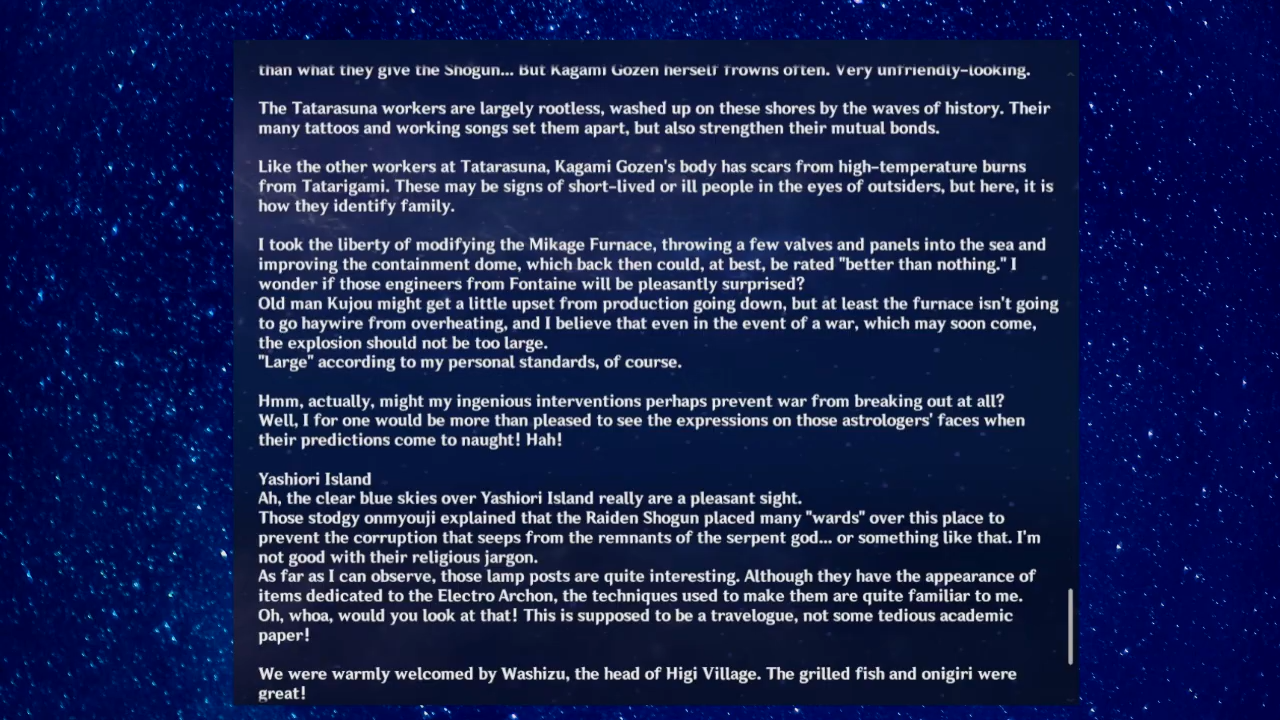 than what they give the Shogun... But Kagami Gozen herself frowns often. Very unfriendly-looking.
The Tatarasuna workers are largely rootless, washed up on these shores by the waves of history. Their
many tattoos and working songs set them apart, but also strengthen their mutual bonds.
Like the other workers at Tatarasuna, Kagami Gozen's body has scars from high-temperature burns
from Tatarigami. These may be signs of short-lived or ill people in the eyes of outsiders, but here, it is
how they identify family.
I took the liberty of modifying the Mikage Furnace, throwing a few valves and panels into the sea and
improving the containment dome, which back then could, at best, be rated "better than nothing." I
wonder if those engineers from Fontaine will be pleasantly surprised?
Old man Kujou might get a little upset from production going down, but at least the furnace isn't going
to go haywire from overheating, and I believe that even in the event of a war, which may soon come,
the explosion should not be too large.
"Large" according to my personal standards, of course.
Hmm, actually, might my ingenious interventions perhaps prevent war from breaking out at all?
Well, I for one would be more than pleased to see the expressions on those astrologers' faces when
their predictions come to naught! Hah!
Yashiori Island
Ah, the clear blue skies over Yashiori Island really are a pleasant sight.
Those stodgy onmyouji explained that the Raiden Shogun placed many "wards" over this place to
prevent the corruption that seeps from the remnants of the serpent god... or something like that. I'm
not good with their religious jargon.
As far as I can observe, those lamp posts are quite interesting. Although they have the appearance of
items dedicated to the Electro Archon, the techniques used to make them are quite familiar to me.
Oh, whoa, would you look at that! This is supposed to be a travelogue, not some tedious academic
paper!
We were warmly welcomed by Washizu, the head of Higi Village. The grilled fish and onigiri were
great!